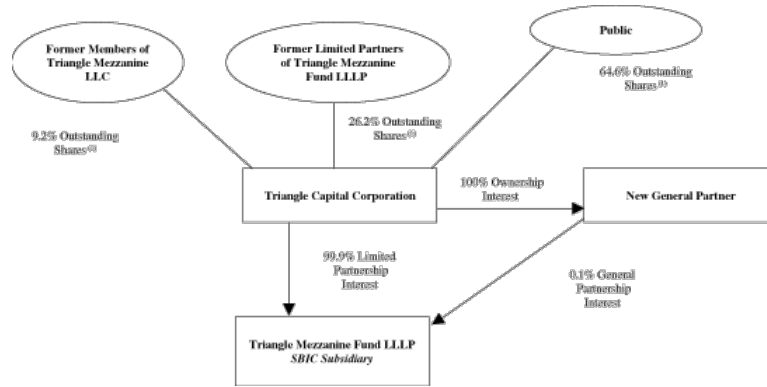 Former Members of
Triangle Mezzanine
LLC
Former Limited Partners
of Triangle Mezzanine
Fund LLLP
Public
9.2% Outstanding
Shares
26.2% Outstanding
Shares
64.6% Outstanding
Shares
Triangle Capital Corporation
100% Ownership
Interest
New General Partner
99.9% Limited
Partnership
Interest
0.1% General
Partnership
Interest
Triangle Mezzanine Fund LLLP
SBIC Subsidiary